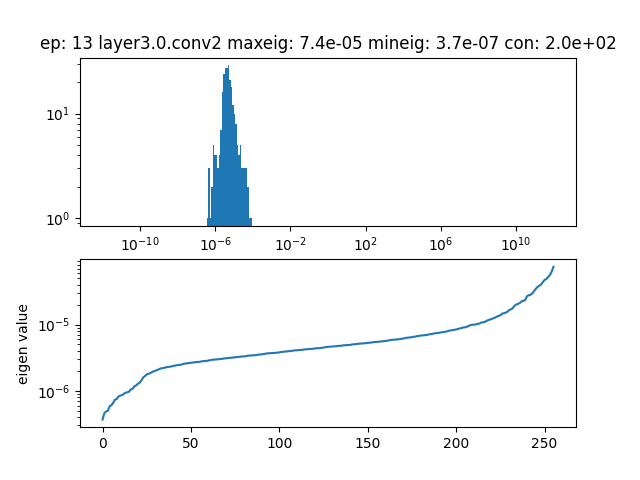 ep: 13 layer3.0.conv2 maxeig: 7.4e-05 mineig: 3.7e-07 con: 2.0e+02
10¹
10⁰
10⁻¹⁰ 10⁻⁶ 10⁻² 10² 10⁶ 10¹⁰
eigen value
10⁻⁵
10⁻⁶
0 50 100 150 200 250